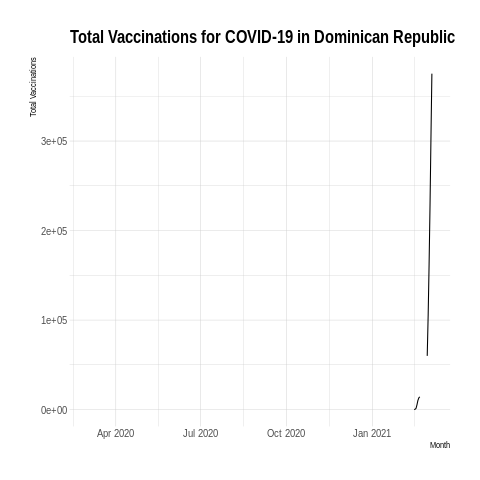 Total Vaccinations for COVID-19 in Dominican Republic
Total Vaccinations
3e+05
2e+05
1e+05
0e+00
Apr 2020
Jul 2020
Oct 2020
Jan 2021
Month